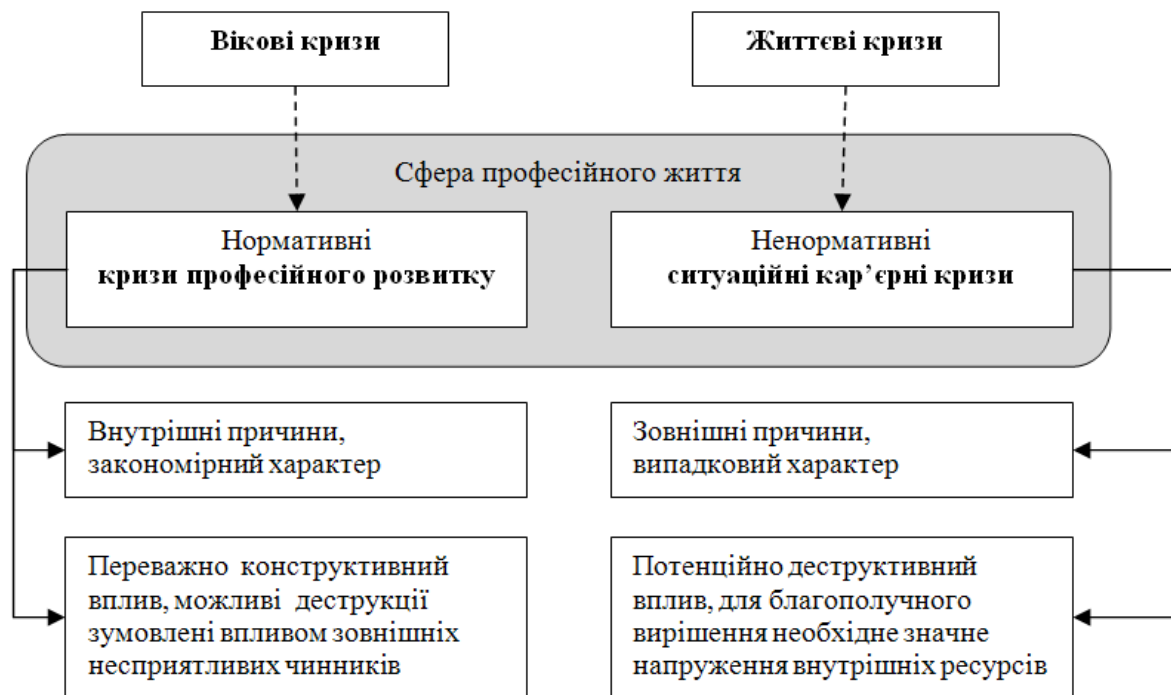 Вікові кризи
Життєві кризи
Сфера професійного життя
Нормативні
кризи професійного розвитку
Ненормативні
ситуаційні кар’єрні кризи
Внутрішні причини,
закономірний характер
Зовнішні причини,
випадковий характер
Переважно конструктивний
вплив, можливі деструкції
зумовлені впливом зовнішніх
несприятливих чинників
Потенційно деструктивний
вплив, для благополучного
вирішення необхідне значне
напруження внутрішніх ресурсів